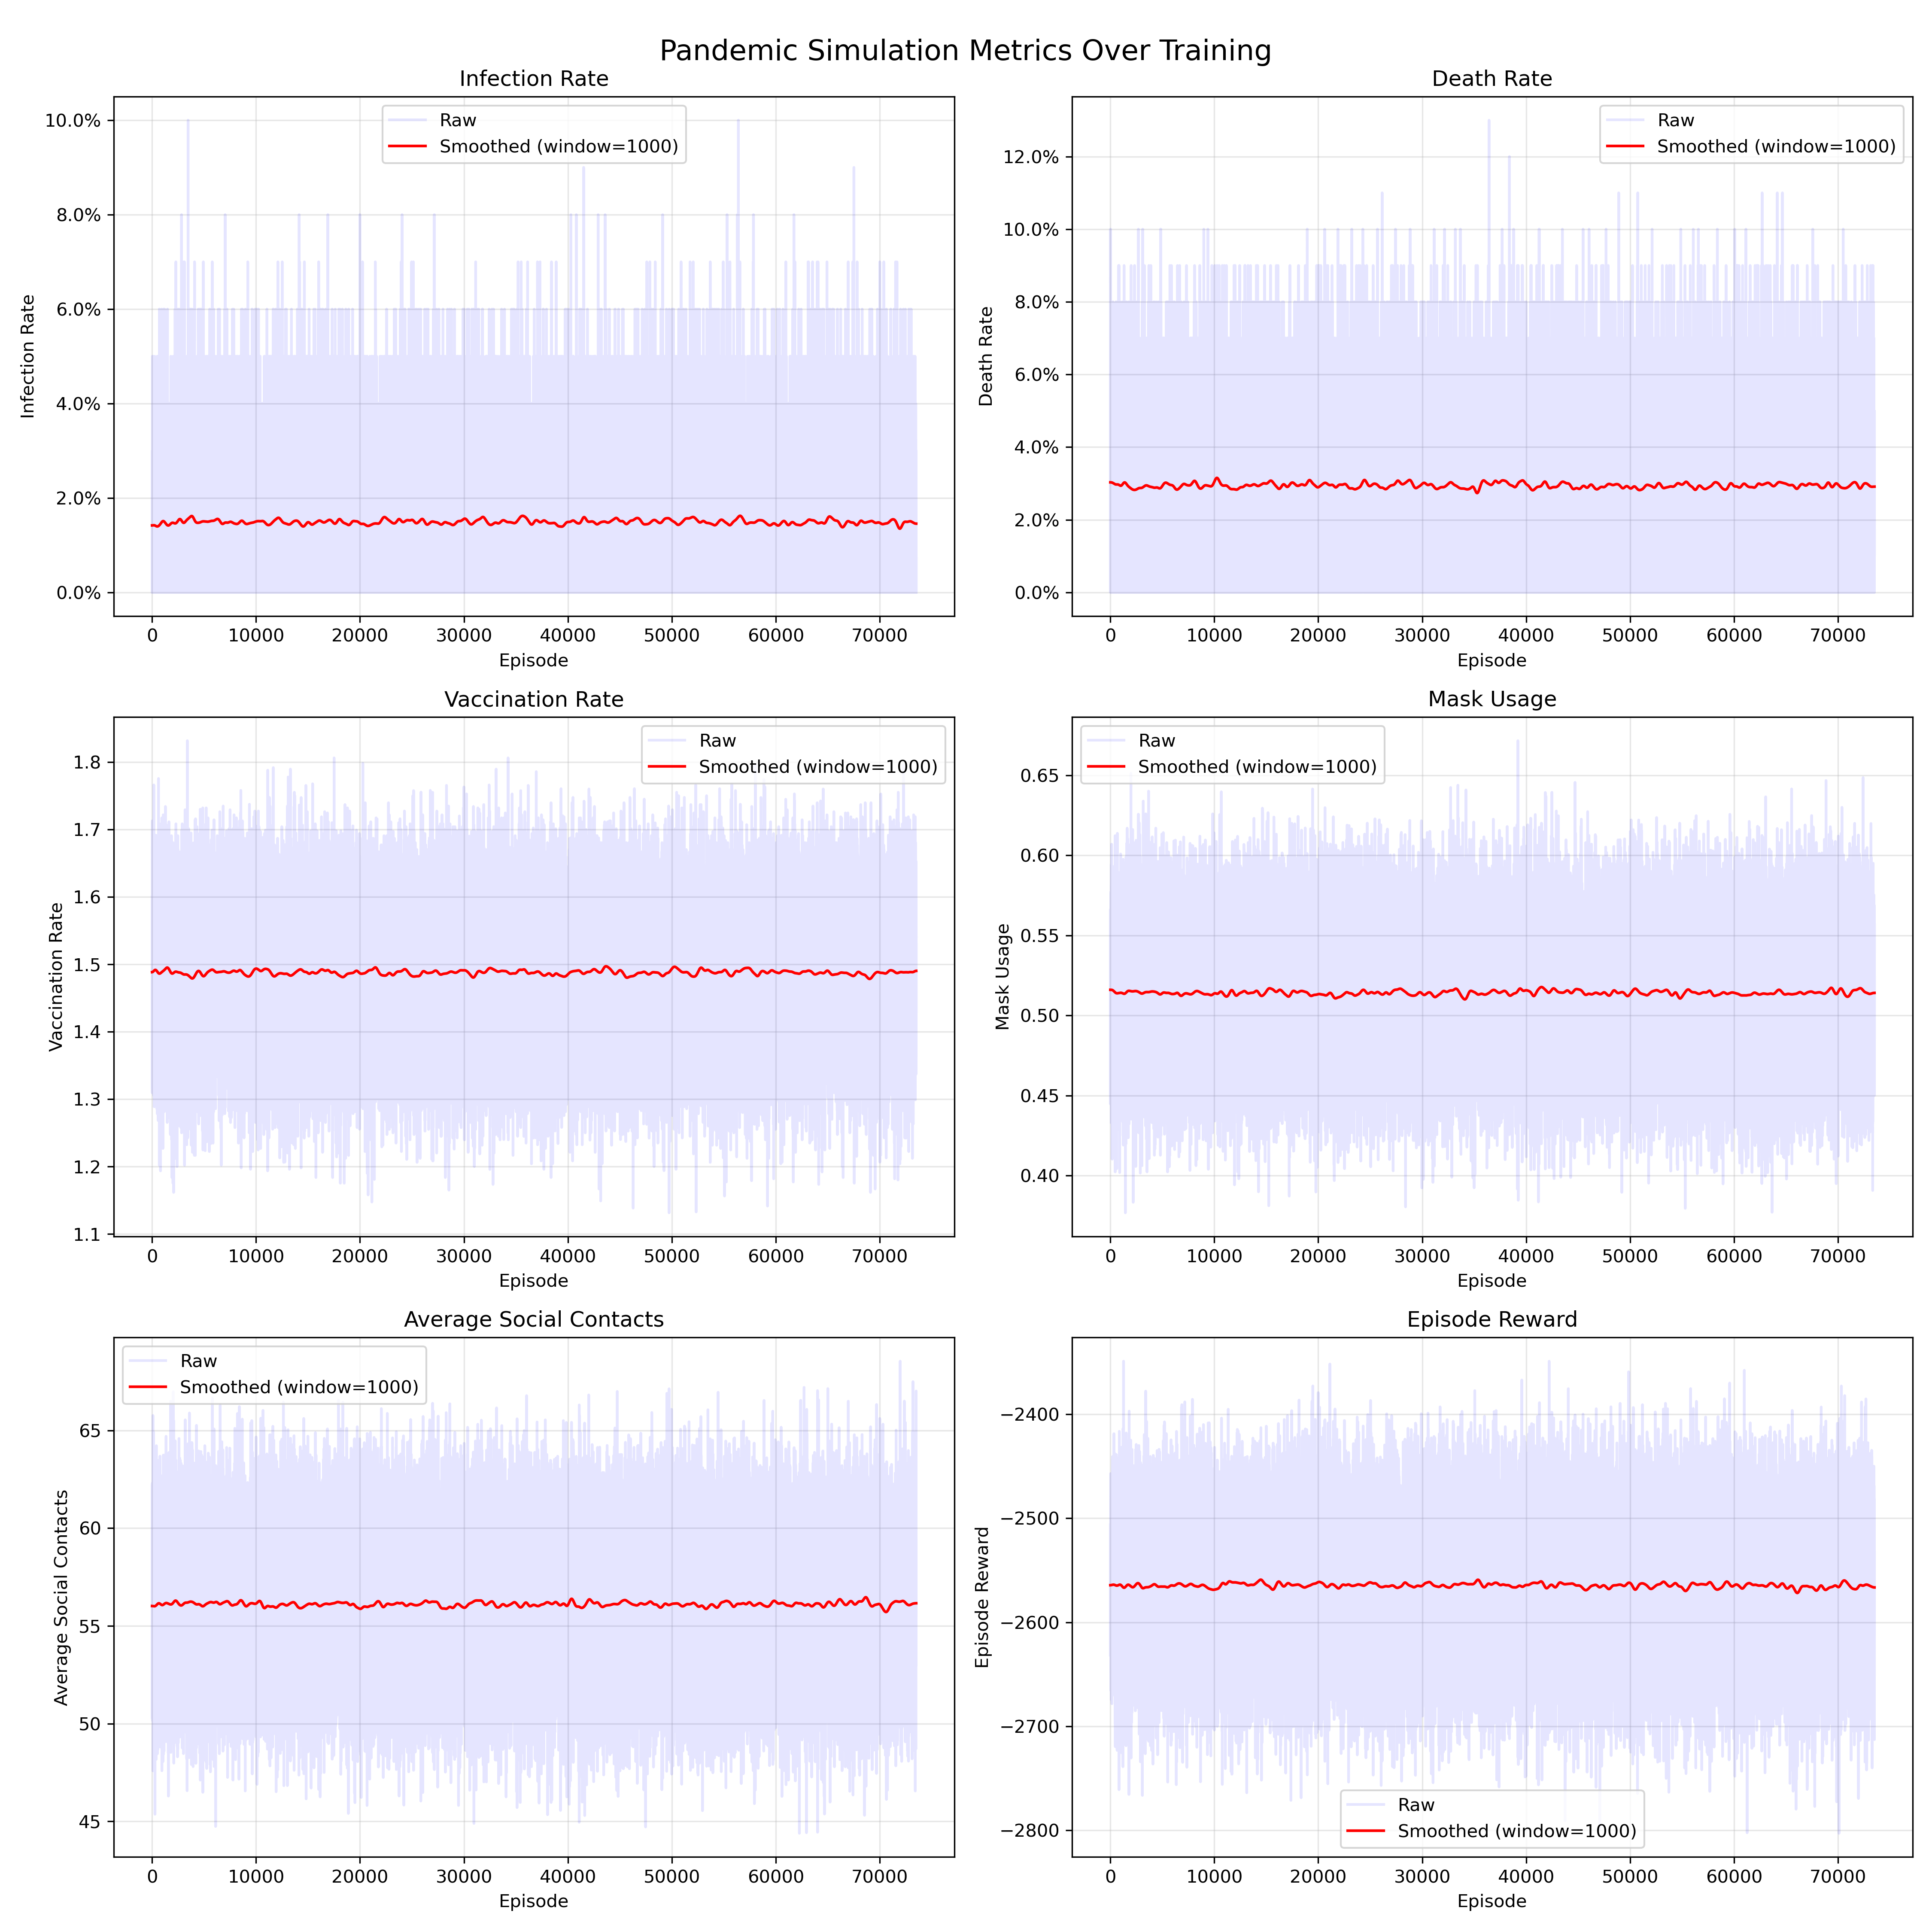 Pandemic Simulation Metrics Over Training
Infection Rate
Raw
Smoothed (window=1000)
Infection Rate
10.0%
8.0%
6.0%
4.0%
2.0%
0.0%
0 10000 20000 30000 40000 50000 60000 70000
Episode
Death Rate
Raw
Smoothed (window=1000)
Death Rate
12.0%
10.0%
8.0%
6.0%
4.0%
2.0%
0.0%
0 10000 20000 30000 40000 50000 60000 70000
Episode
Vaccination Rate
Raw
Smoothed (window=1000)
Vaccination Rate
1.8
1.7
1.6
1.5
1.4
1.3
1.2
1.1
0 10000 20000 30000 40000 50000 60000 70000
Episode
Mask Usage
Raw
Smoothed (window=1000)
Mask Usage
0.65
0.60
0.55
0.50
0.45
0.40
0 10000 20000 30000 40000 50000 60000 70000
Episode
Average Social Contacts
Raw
Smoothed (window=1000)
Average Social Contacts
65
60
55
50
45
0 10000 20000 30000 40000 50000 60000 70000
Episode
Episode Reward
Raw
Smoothed (window=1000)
Episode Reward
−2400
−2500
−2600
−2700
−2800
0 10000 20000 30000 40000 50000 60000 70000
Episode